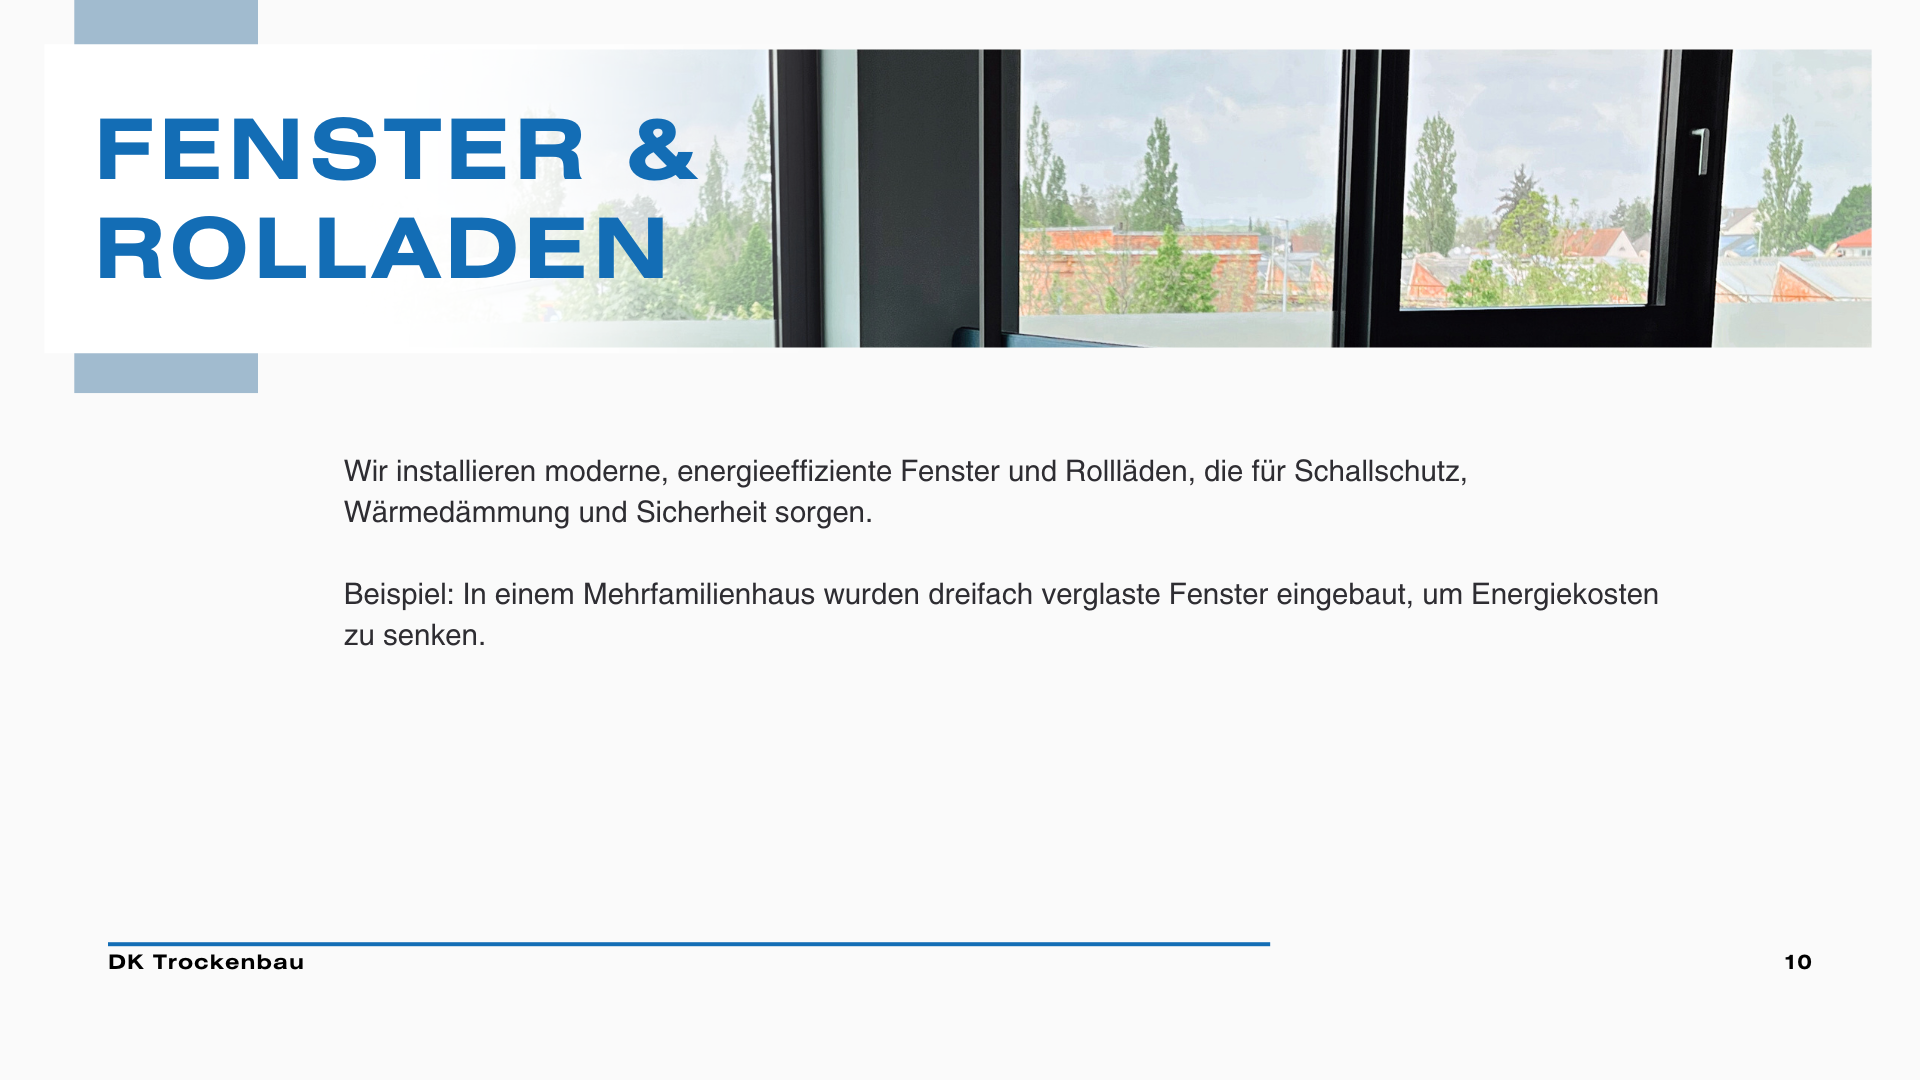 FENSTER &
ROLLADEN
Wir installieren moderne, energieeffiziente Fenster und Rollläden, die für Schallschutz,
Wärmedämmung und Sicherheit sorgen.
Beispiel: In einem Mehrfamilienhaus wurden dreifach verglaste Fenster eingebaut, um Energiekosten
zu senken.
DK Trockenbau
10